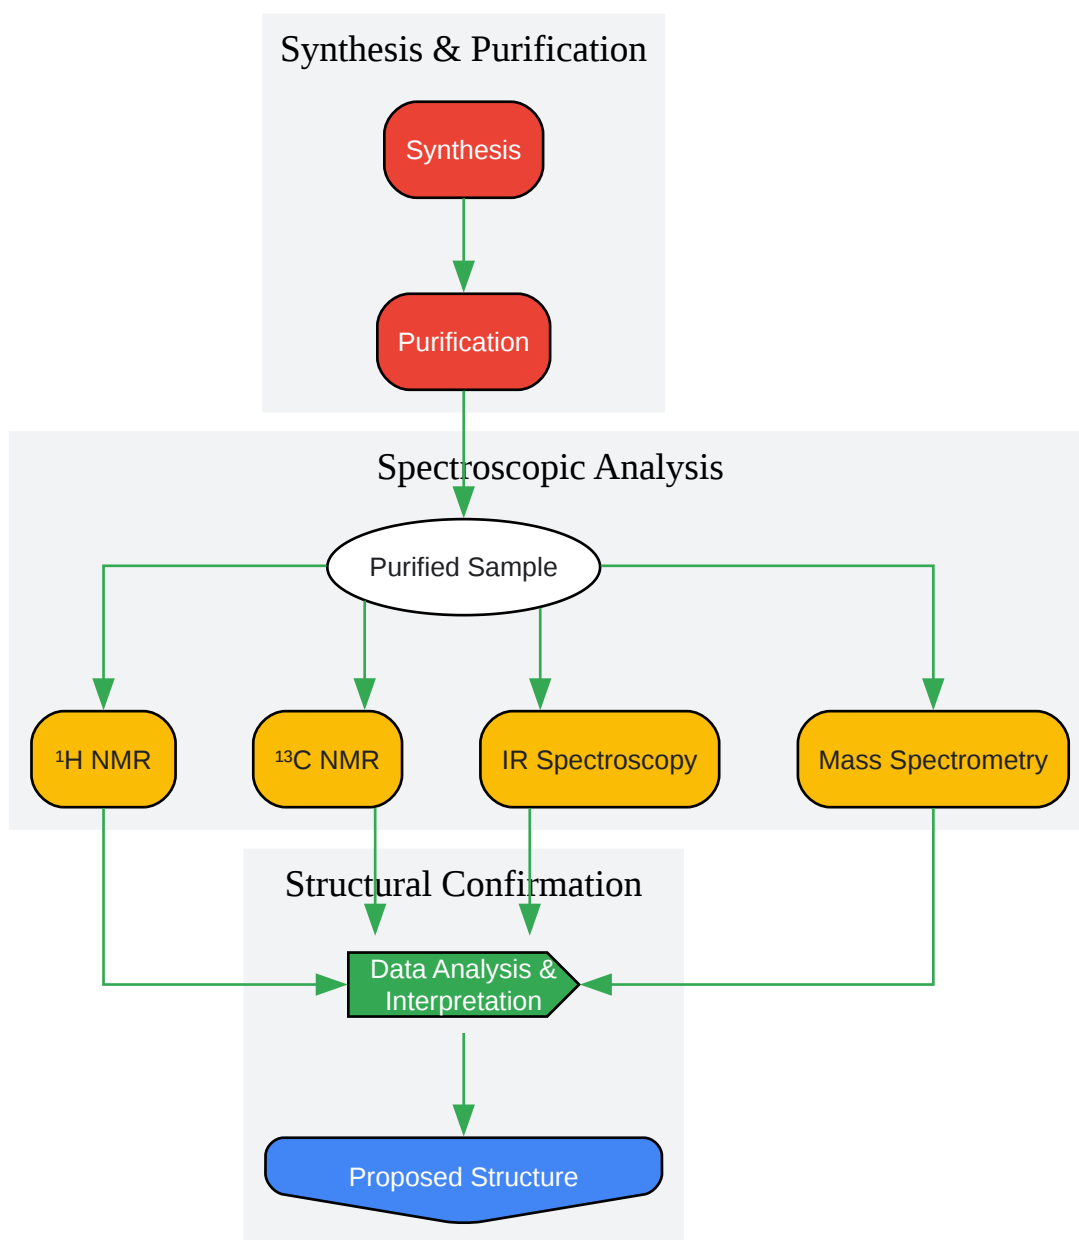 Synthesis & Purification
Synthesis
Purification
Spectroscopic Analysis
Purified Sample
¹H NMR
¹³C NMR
IR Spectroscopy
Mass Spectrometry
Structural Confirmation
Data Analysis &
Interpretation
Proposed Structure